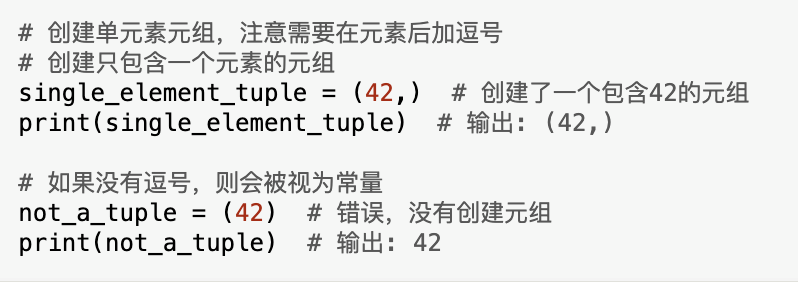 # 创建单元素元组，注意需要在元素后加逗号
# 创建只包含一个元素的元组
single_element_tuple = (42,)  # 创建了一个包含42的元组
print(single_element_tuple)  # 输出: (42,)
# 如果没有逗号，则会被视为常量
not_a_tuple = (42)  # 错误，没有创建元组
print(not_a_tuple)  # 输出: 42